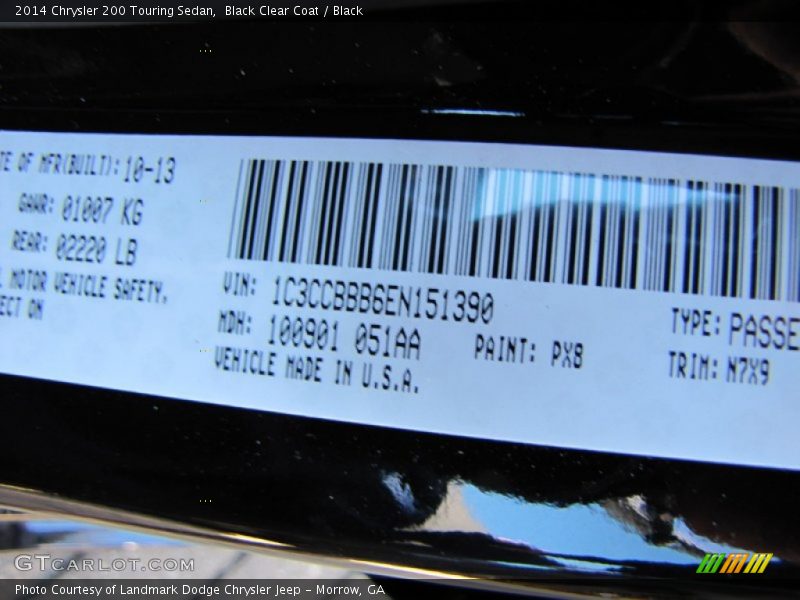 2014 Chrysler 200 Touring Sedan,  Black Clear Coat / Black
TE OF MFR(BUILT): 10-13
GAWR: 01007 KG
REAR: 02220 LB
MOTOR VEHICLE SAFETY,
ECT ON
VIN: 1C3CCBBB6EN151390
MDH: 100901 051AA
VEHICLE MADE IN U.S.A.
PAINT: PX8
TYPE: PASSE
TRIM: N7X9
GTCARLOT.COM
Photo Courtesy of Landmark Dodge Chrysler Jeep – Morrow, GA